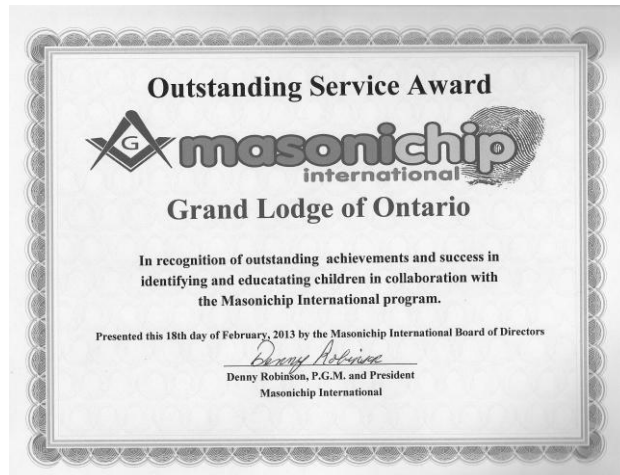 Outstanding Service Award
G
masonichip
international
Grand Lodge of Ontario
In recognition of outstanding achievements and success in
identifying and educatating children in collaboration with
the Masonichip International program.
Presented this 18th day of February, 2013 by the Masonichip International Board of Directors
Denny Robinson
Denny Robinson, P.G.M. and President
Masonichip International